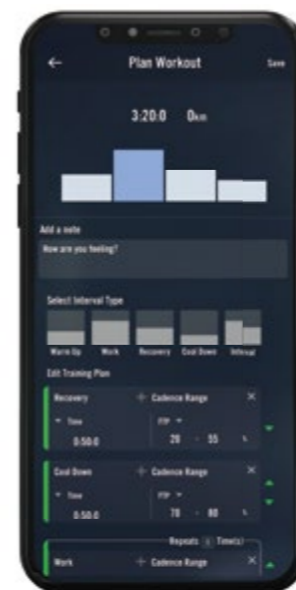 Plan Workout Save
3:20:0 0km
Add a note
How are you feeling?
Select Interval Type
Warm Up Work Recovery Cool Down Interval
Edit Training Plan
Recovery + Cadence Range ×
Time FTP
0:50:0 20 - 55 %
Cool Down + Cadence Range ×
Time FTP
0:50:0 70 - 80 %
Repeats Time(s)
Work + Cadence Range ×